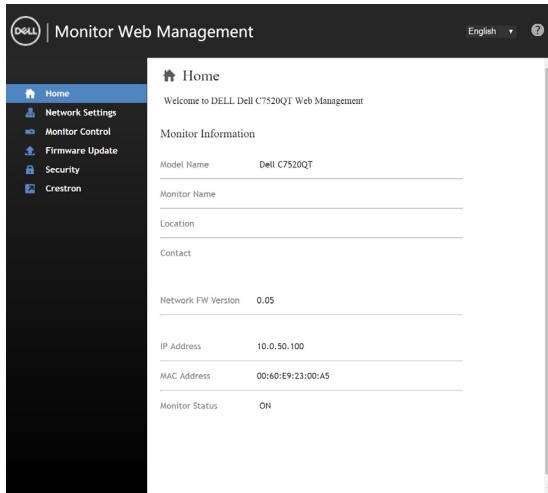 DELL | Monitor Web Management
English
?
Home
Network Settings
Monitor Control
Firmware Update
Security
Crestron
Home
Welcome to DELL Dell C7520QT Web Management
Monitor Information
Model Name Dell C7520QT
Monitor Name
Location
Contact
Network FW Version 0.05
IP Address 10.0.50.100
MAC Address 00:60:E9:23:00:A5
Monitor Status ON